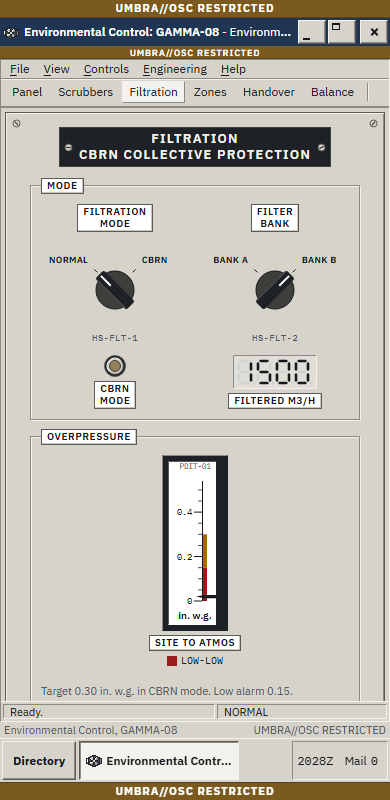 UMBRA//OSC RESTRICTED
Environmental Control: GAMMA-08 - Environm...
UMBRA//OSC RESTRICTED
File View Controls Engineering Help
Panel Scrubbers Filtration Zones Handover Balance
FILTRATION
CBRN COLLECTIVE PROTECTION
MODE
FILTRATION
MODE
FILTER
BANK
NORMAL CBRN BANK A BANK B
HS-FLT-1 HS-FLT-2
1500
CBRN
MODE
FILTERED M3/H
OVERPRESSURE
PDIT-01
0.4
0.2
0
in. w.g.
SITE TO ATMOS
LOW-LOW
Target 0.30 in. w.g. in CBRN mode. Low alarm 0.15.
Ready. NORMAL
Environmental Control, GAMMA-08 UMBRA//OSC RESTRICTED
Directory Environmental Contr... 2028Z Mail 0
UMBRA//OSC RESTRICTED